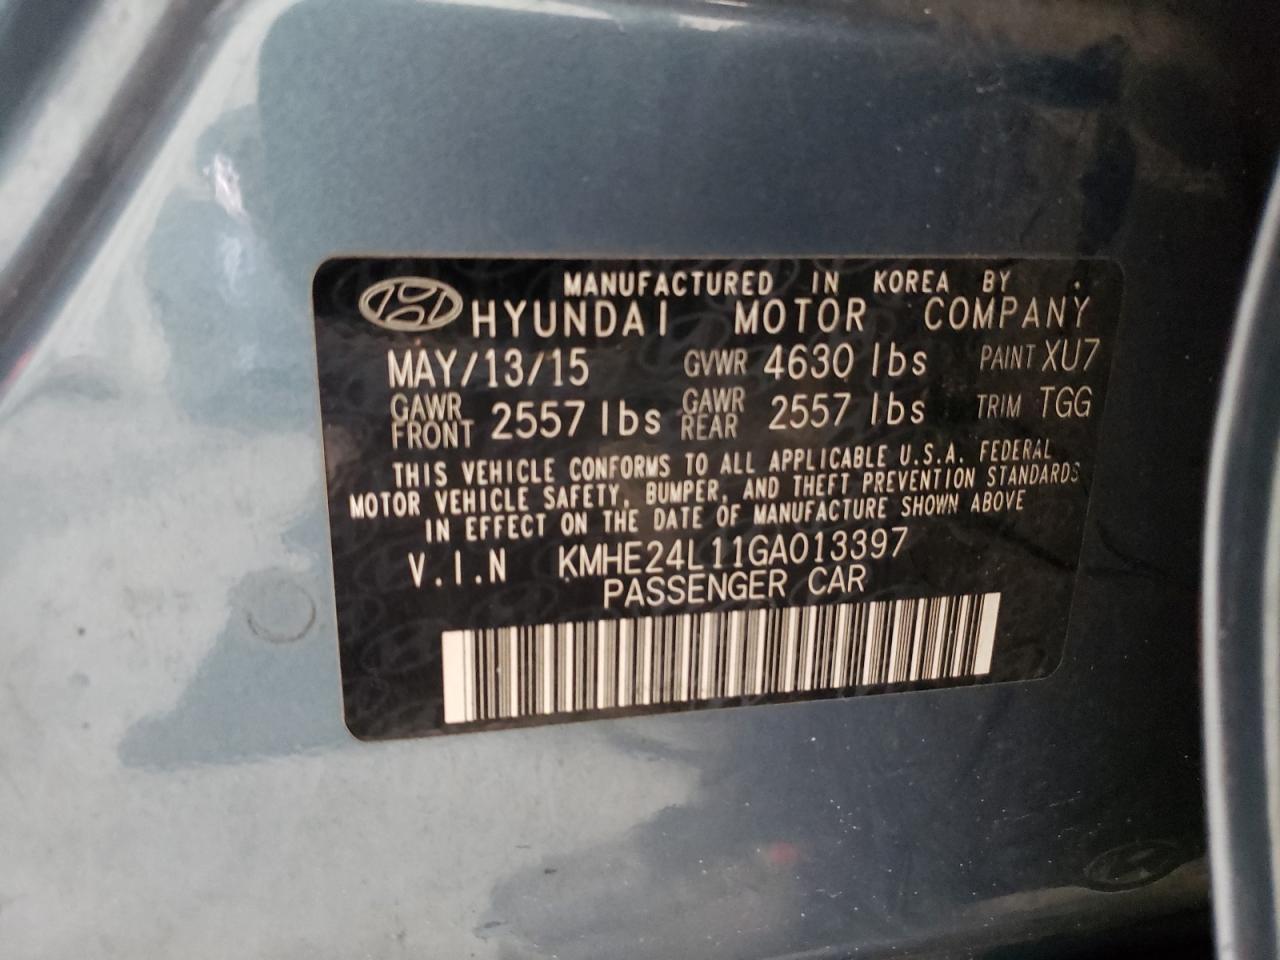 MANUFACTURED IN KOREA BY
HYUNDAI MOTOR COMPANY
MAY/13/15 GVWR 4630 lbs PAINT XU7
GAWR FRONT 2557 lbs GAWR REAR 2557 lbs TRIM TGG
THIS VEHICLE CONFORMS TO ALL APPLICABLE U.S.A. FEDERAL
MOTOR VEHICLE SAFETY, BUMPER, AND THEFT PREVENTION STANDARDS
IN EFFECT ON THE DATE OF MANUFACTURE SHOWN ABOVE
V.I.N KMHE24L11GA013397
PASSENGER CAR